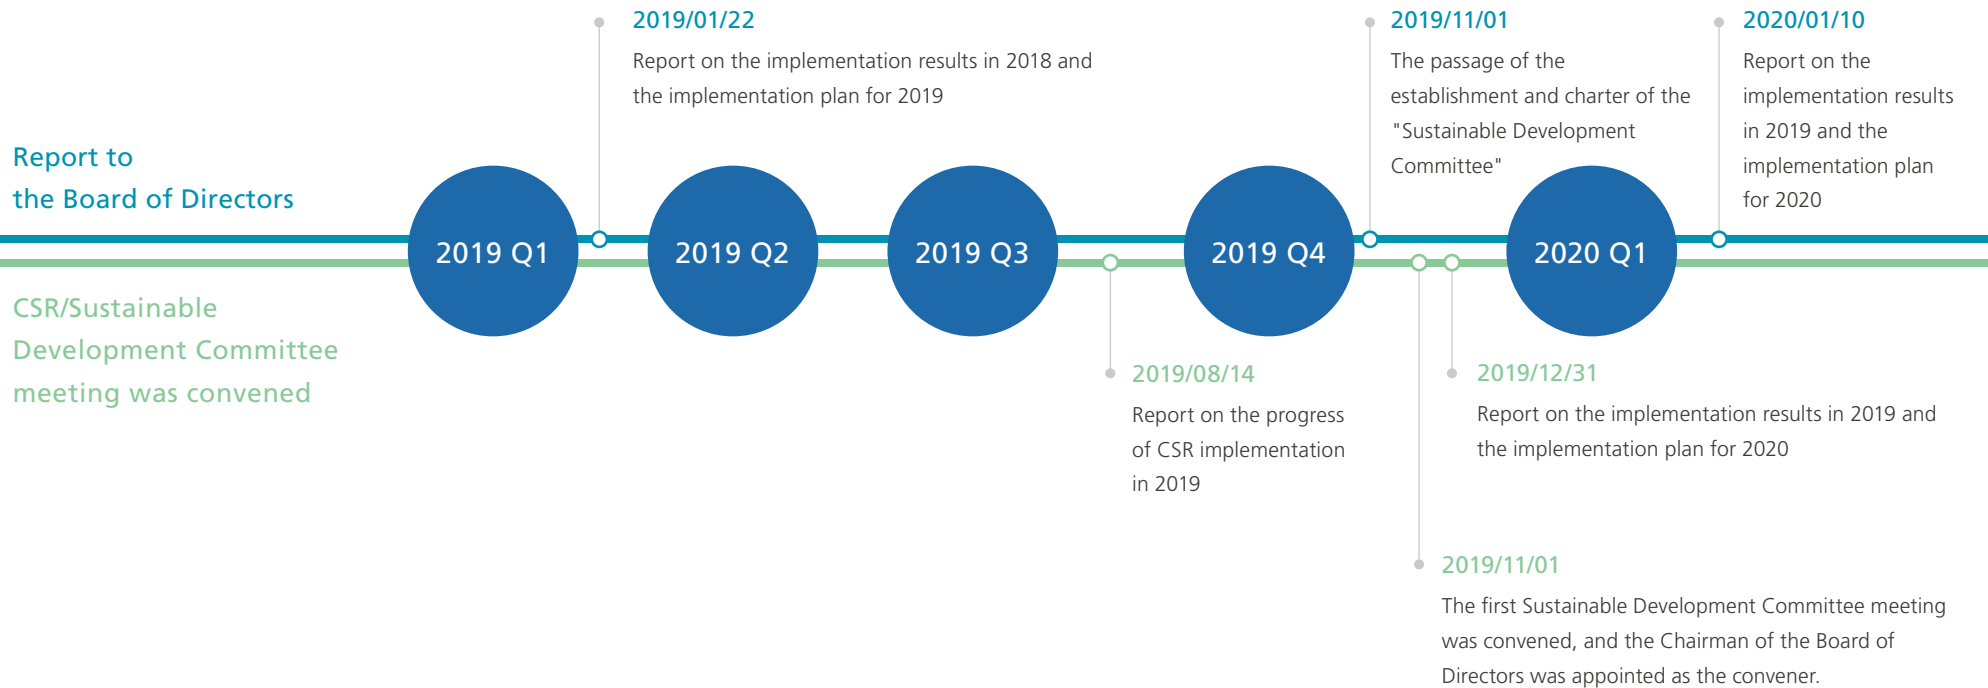 2019/01/22
Report on the implementation results in 2018 and
the implementation plan for 2019
2019/11/01
The passage of the
establishment and charter of the
"Sustainable Development
Committee"
2020/01/10
Report on the
implementation results
in 2019 and the
implementation plan
for 2020
Report to
the Board of Directors
2019 Q1
2019 Q2
2019 Q3
2019 Q4
2020 Q1
CSR/Sustainable
Development Committee
meeting was convened
2019/08/14
Report on the progress
of CSR implementation
in 2019
2019/12/31
Report on the implementation results in 2019 and
the implementation plan for 2020
2019/11/01
The first Sustainable Development Committee meeting
was convened, and the Chairman of the Board of
Directors was appointed as the convener.